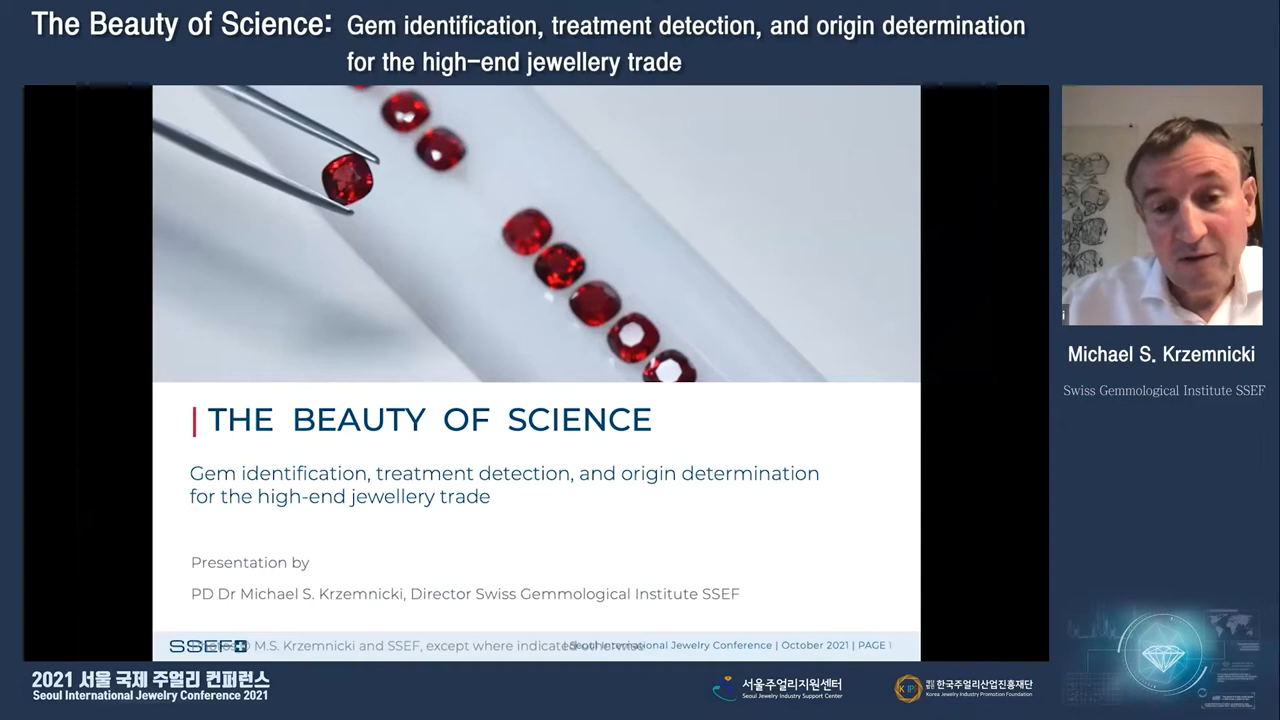 The Beauty of Science: Gem identification, treatment detection, and origin determination
for the high-end jewellery trade
| THE BEAUTY OF SCIENCE
Gem identification, treatment detection, and origin determination
for the high-end jewellery trade
Presentation by
PD Dr Michael S. Krzemnicki, Director Swiss Gemmological Institute SSEF
SSEF
M.S. Krzemnicki and SSEF, except where indicated
International Jewelry Conference | October 2021 | PAGE 1
Michael S. Krzemnicki
Swiss Gemmological Institute SSEF
2021 서울 국제 주얼리 컨퍼런스
Seoul International Jewelry Conference 2021
서울주얼리지원센터
Seoul Jewelry Industry Support Center
재단법인 한국주얼리산업진흥재단
Korea Jewelry Industry Promotion Foundation